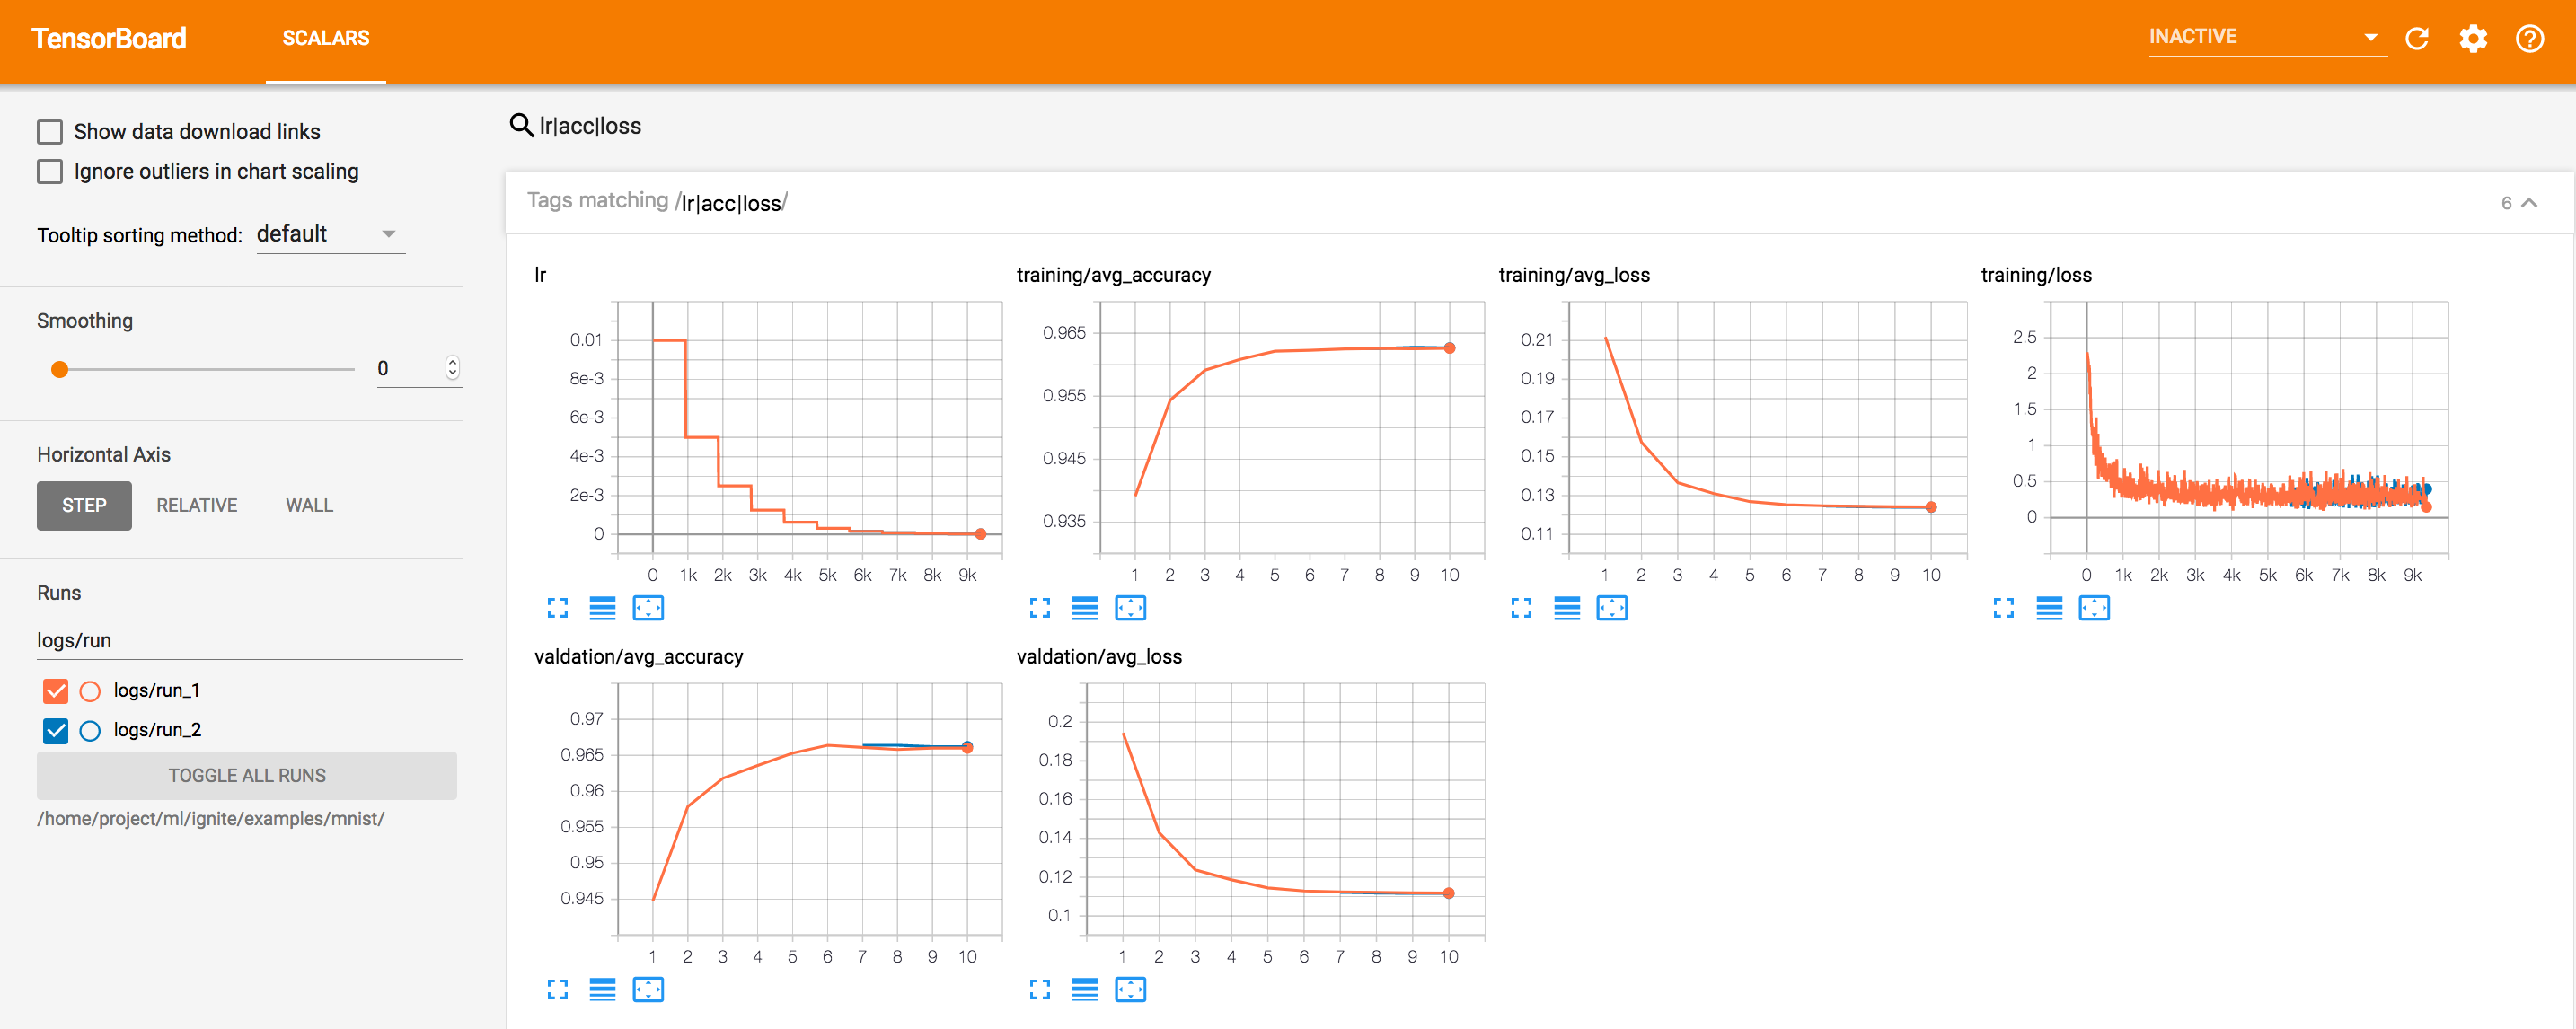 TensorBoard
SCALARS
INACTIVE
Show data download links
Ignore outliers in chart scaling
Tooltip sorting method: default
Smoothing
0
Horizontal Axis
STEP RELATIVE WALL
Runs
logs/run
logs/run_1
logs/run_2
TOGGLE ALL RUNS
/home/project/ml/ignite/examples/mnist/
lr|acc|loss
Tags matching /lr|acc|loss/
6
lr
0.01
8e-3
6e-3
4e-3
2e-3
0
0 1k 2k 3k 4k 5k 6k 7k 8k 9k
training/avg_accuracy
0.965
0.955
0.945
0.935
1 2 3 4 5 6 7 8 9 10
training/avg_loss
0.21
0.19
0.17
0.15
0.13
0.11
1 2 3 4 5 6 7 8 9 10
training/loss
2.5
2
1.5
1
0.5
0
0 1k 2k 3k 4k 5k 6k 7k 8k 9k
valdation/avg_accuracy
0.97
0.965
0.96
0.955
0.95
0.945
1 2 3 4 5 6 7 8 9 10
valdation/avg_loss
0.2
0.18
0.16
0.14
0.12
0.1
1 2 3 4 5 6 7 8 9 10